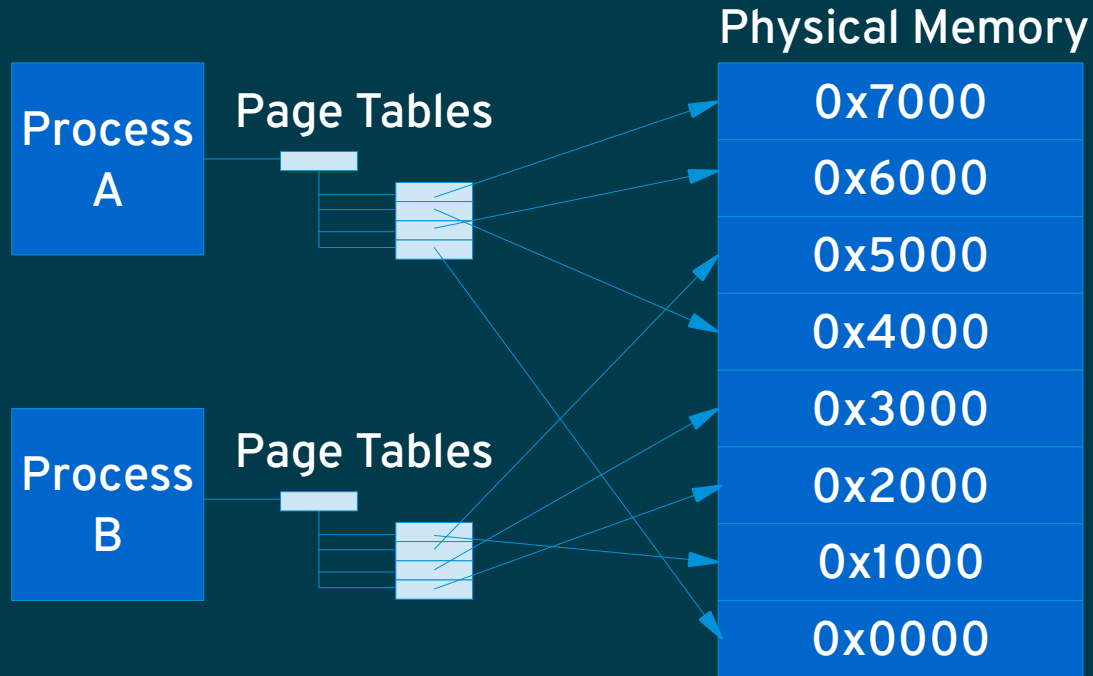 Physical Memory
Process
A
Page Tables
0x7000
0x6000
0x5000
0x4000
Process
B
Page Tables
0x3000
0x2000
0x1000
0x0000